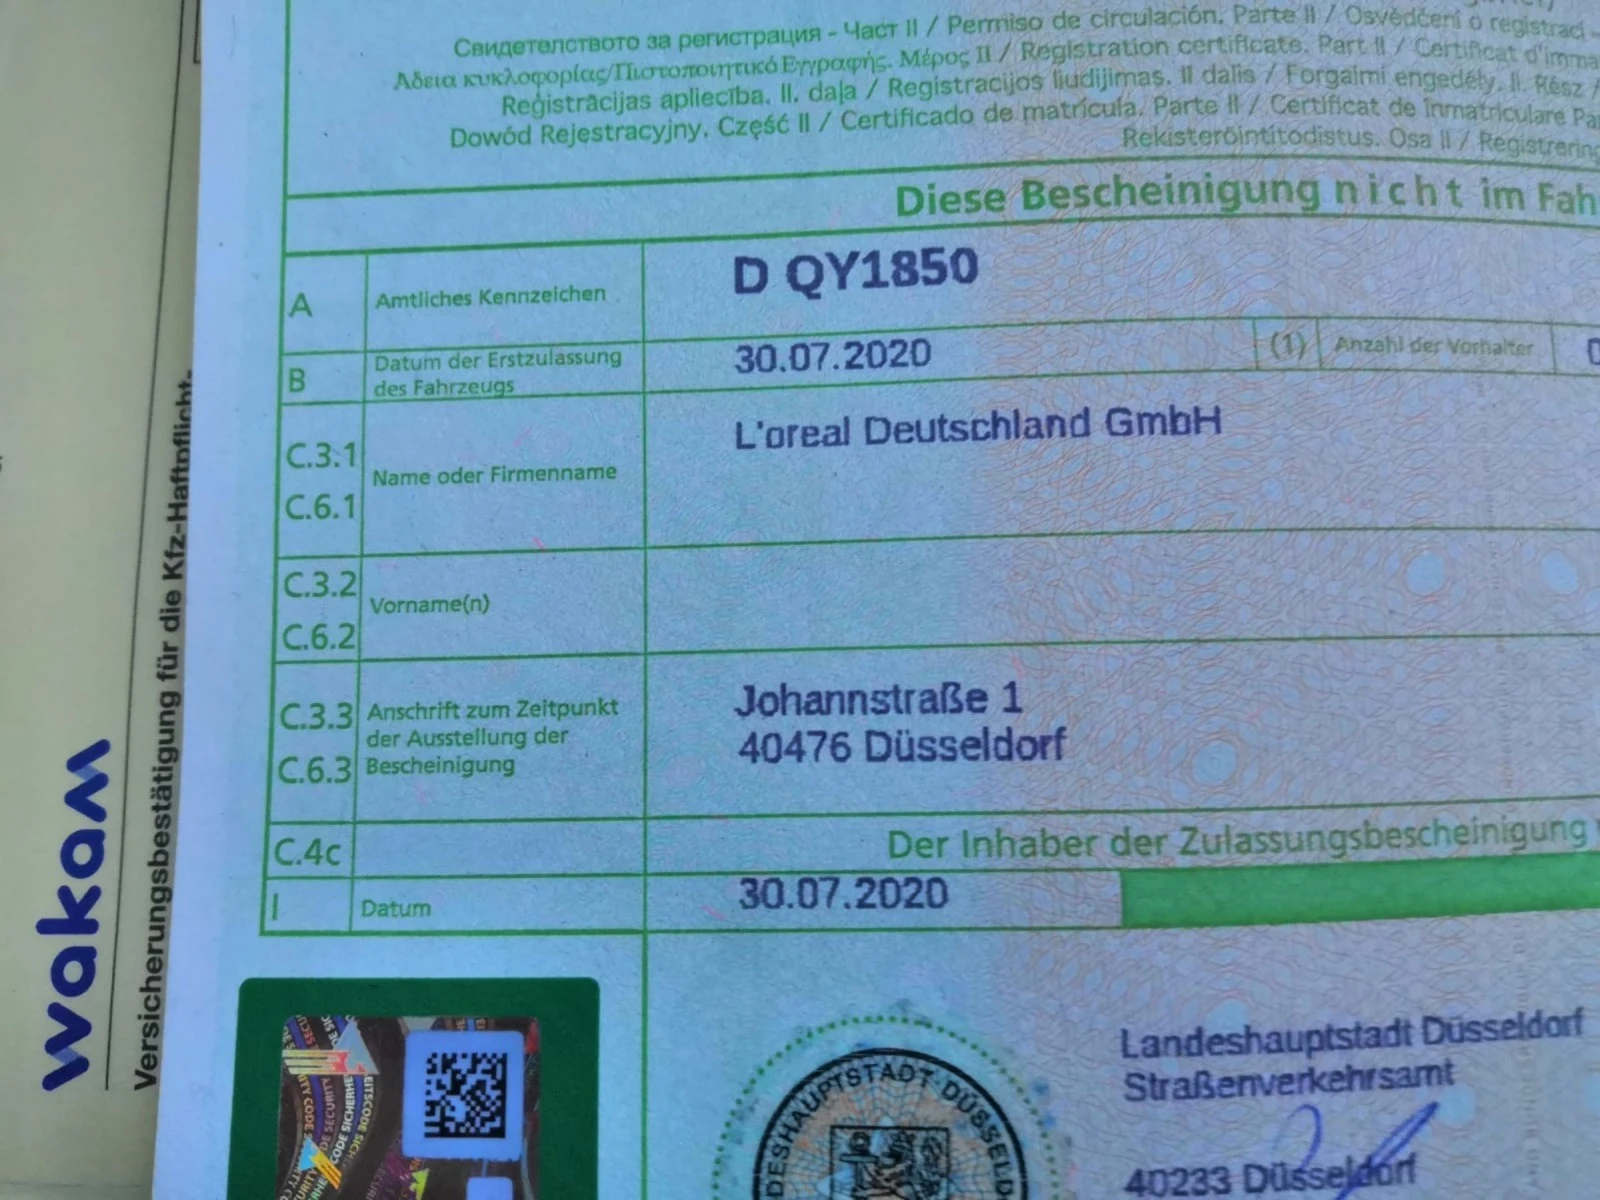 Свидетелството за регистрация - Част II / Permiso de circulación. Parte II / Osvědčení o registraci -
Άδεια κυκλοφορίας/Πιστοποιητικό Εγγραφής. Μέρος II / Registration certificate. Part II / Certificat d'imma
Reģistrācijas apliecība. II. daļa / Registracijos liudijimas. II dalis / Forgalmi engedély. II. Rész /
Dowód Rejestracyjny. Część II / Certificado de matrícula. Parte II / Certificat de înmatriculare Pa
Rekisteröintitodistus. Osa II / Registrering
Diese Bescheinigung nicht im Fah
A Amtliches Kennzeichen D QY1850
B Datum der Erstzulassung des Fahrzeugs 30.07.2020 (1) Anzahl der Vorhalter 0
C.3.1
C.6.1
Name oder Firmenname
L'oreal Deutschland GmbH
C.3.2
C.6.2
Vorname(n)
C.3.3
C.6.3
Anschrift zum Zeitpunkt
der Ausstellung der
Bescheinigung
Johannstraße 1
40476 Düsseldorf
C.4c Der Inhaber der Zulassungsbescheinigung
I Datum 30.07.2020
Landeshauptstadt Düsseldorf
Straßenverkehrsamt
40233 Düsseldorf
DESHAUPTSTADT DÜSSELD
wakam
Versicherungsbestätigung für die Kfz-Haftpflicht-